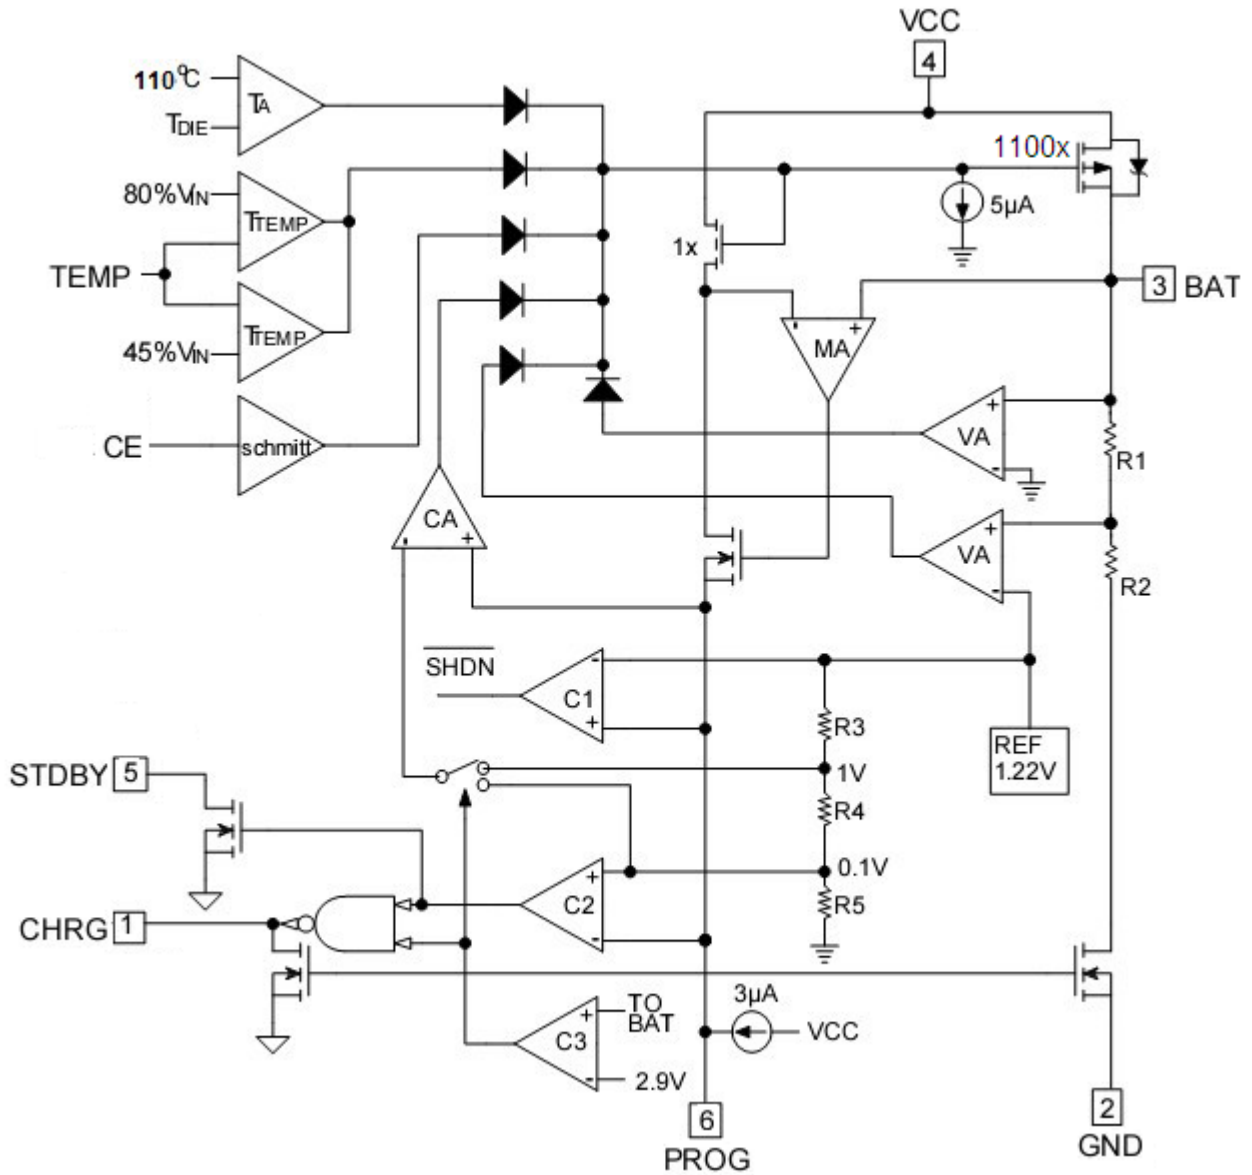 VCC
4
110°C
TA
TDIE
1100x
80%VIN
TTEMP
5µA
1x
TEMP
3 BAT
TTEMP
45%VIN
- +
MA
+
VA
-
R1
CE
schmitt
CA
- +
+
VA
-
R2
SHDN
-
C1
+
R3
REF
1.22V
STDBY 5
1V
R4
0.1V
+
C2
-
R5
CHRG 1
3µA
VCC
+
C3
-
TO
BAT
2.9V
6
PROG
2
GND